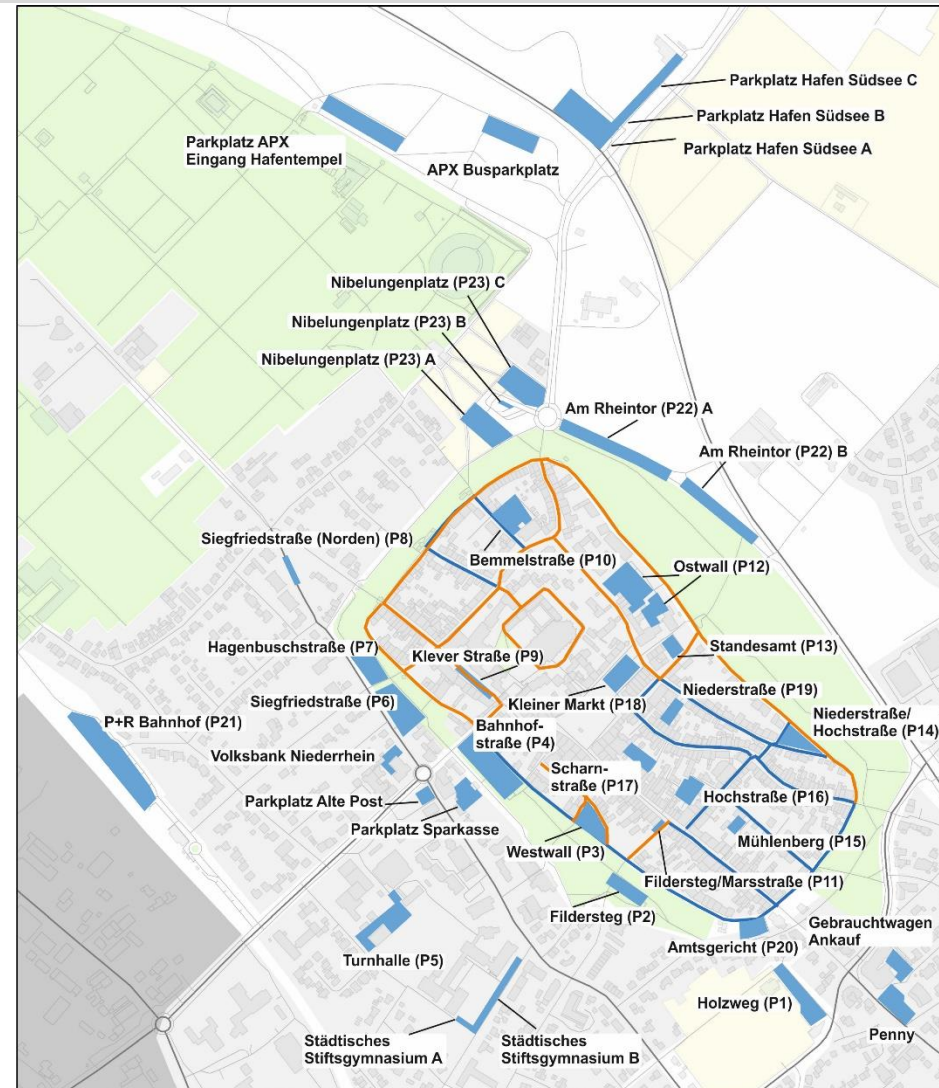 Parkplatz Hafen Südsee C
Parkplatz Hafen Südsee B
Parkplatz Hafen Südsee A
Parkplatz APX
Eingang Hafentempel
APX Busparkplatz
Nibelungenplatz (P23) C
Nibelungenplatz (P23) B
Nibelungenplatz (P23) A
Am Rheintor (P22) A
Am Rheintor (P22) B
Siegfriedstraße (Norden) (P8)
Bemmelstraße (P10)
Ostwall (P12)
Hagenbuschstraße (P7)
Klever Straße (P9)
Standesamt (P13)
Siegfriedstraße (P6)
Kleiner Markt (P18)
Niederstraße (P19)
P+R Bahnhof (P21)
Niederstraße/
Hochstraße (P14)
Bahnhof-
straße (P4)
Volksbank Niederrhein
Scharn-
straße (P17)
Hochstraße (P16)
Parkplatz Alte Post
Parkplatz Sparkasse
Mühlenberg (P15)
Westwall (P3)
Fildersteg/Marsstraße (P11)
Fildersteg (P2)
Gebrauchtwagen
Ankauf
Amtsgericht (P20)
Turnhalle (P5)
Holzweg (P1)
Penny
Städtisches
Stiftsgymnasium A
Städtisches
Stiftsgymnasium B